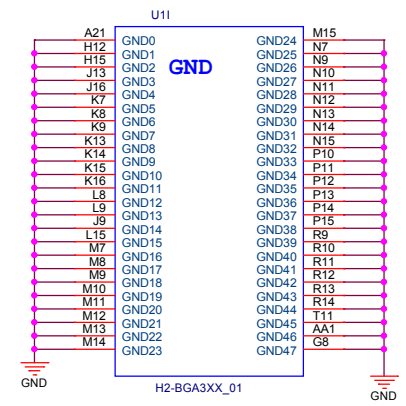 U1I
GND
A21 GND0 GND24 M15
H12 GND1 GND25 N7
H15 GND2 GND26 N9
J13 GND3 GND27 N10
J16 GND4 GND28 N11
K7 GND5 GND29 N12
K8 GND6 GND30 N13
K9 GND7 GND31 N14
K13 GND8 GND32 N15
K14 GND9 GND33 P10
K15 GND10 GND34 P11
K16 GND11 GND35 P12
L8 GND12 GND36 P13
L9 GND13 GND37 P14
J9 GND14 GND38 P15
L15 GND15 GND39 R9
M7 GND16 GND40 R10
M8 GND17 GND41 R11
M9 GND18 GND42 R12
M10 GND19 GND43 R13
M11 GND20 GND44 R14
M12 GND21 GND45 T11
M13 GND22 GND46 AA1
M14 GND23 GND47 G8
GND
H2-BGA3XX_01
GND